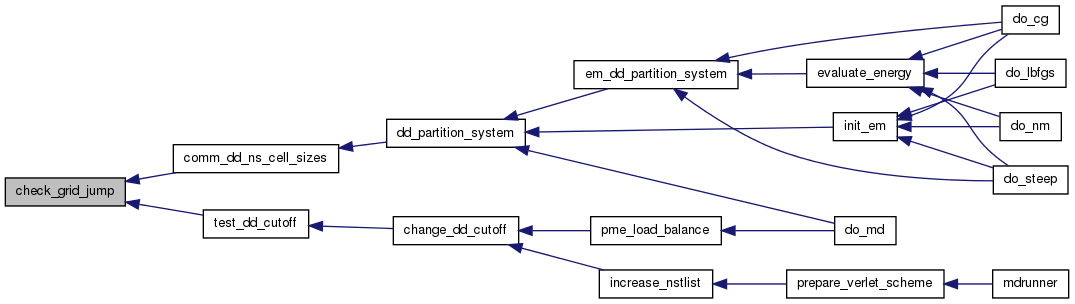 do_cg
em_dd_partition_system
evaluate_energy
do_lbfgs
dd_partition_system
init_em
do_nm
comm_dd_ns_cell_sizes
check_grid_jump
do_steep
test_dd_cutoff
change_dd_cutoff
pme_load_balance
do_md
increase_nstlist
prepare_verlet_scheme
mdrunner